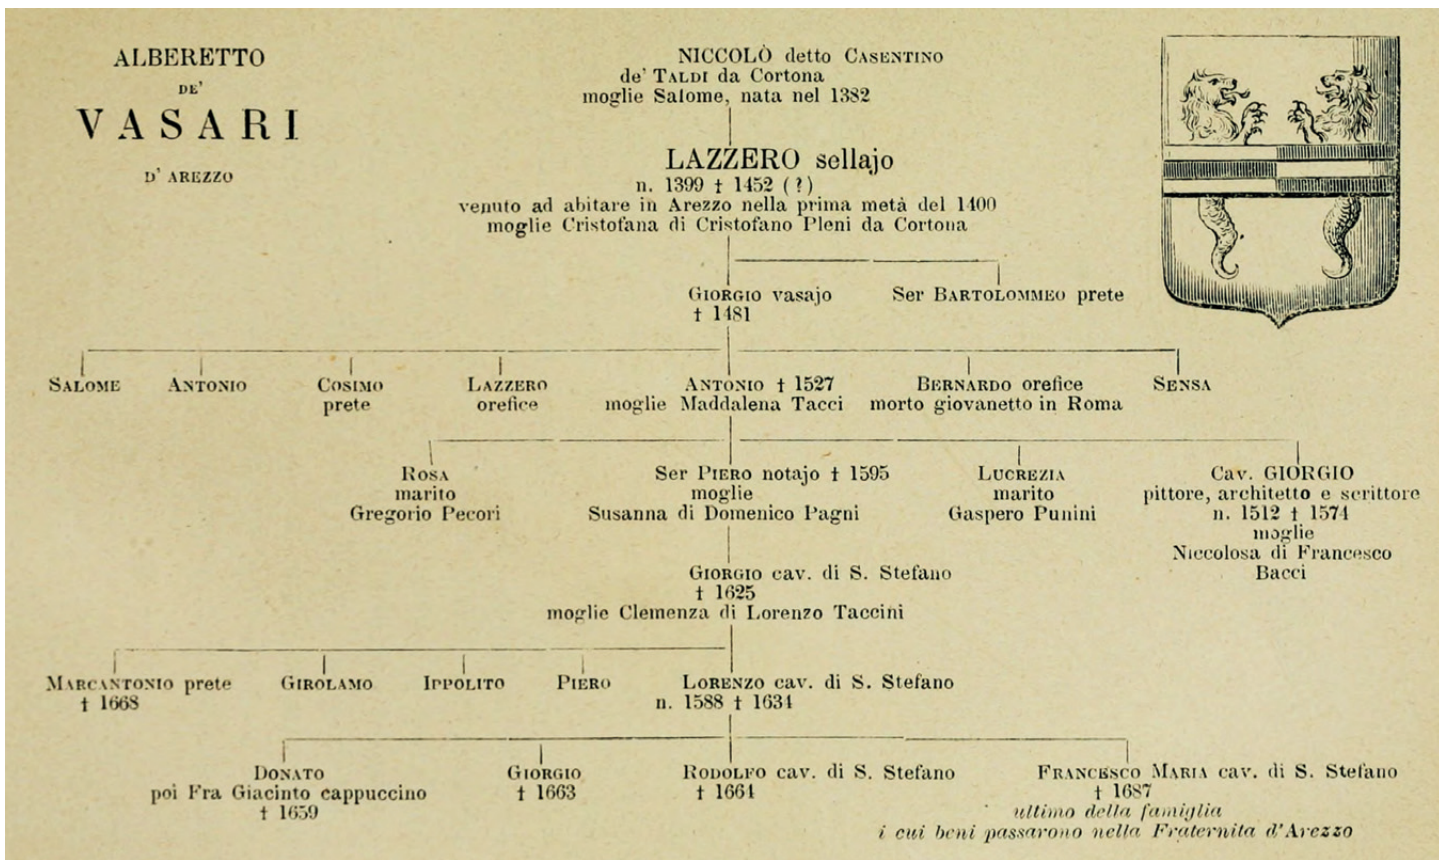 ALBERETTO
DE'
VASARI
D' AREZZO
NICCOLÒ detto CASENTINO
de' TALDI da Cortona
moglie Salome, nata nel 1382
LAZZERO sellajo
n. 1399 † 1452 (?)
venuto ad abitare in Arezzo nella prima metà del 1400
moglie Cristofana di Cristofano Pleni da Cortona
GIORGIO vasajo
† 1481
Ser BARTOLOMMEO prete
SALOME
ANTONIO
COSIMO
prete
LAZZERO
orefice
ANTONIO † 1527
moglie Maddalena Tacci
BERNARDO orefice
morto giovanetto in Roma
SENSA
ROSA
marito
Gregorio Pecori
Ser PIERO notajo † 1595
moglie
Susanna di Domenico Pagni
LUCREZIA
marito
Gaspero Punini
Cav. GIORGIO
pittore, architetto e scrittore
n. 1512 † 1574
moglie
Niccolosa di Francesco
Bacci
GIORGIO cav. di S. Stefano
† 1625
moglie Clemenza di Lorenzo Taccini
MARCANTONIO prete
† 1668
GIROLAMO
IPPOLITO
PIERO
LORENZO cav. di S. Stefano
n. 1588 † 1634
DONATO
poi Fra Giacinto cappuccino
† 1659
GIORGIO
† 1663
RODOLFO cav. di S. Stefano
† 1664
FRANCESCO MARIA cav. di S. Stefano
† 1687
ultimo della famiglia
i cui beni passarono nella Fraternita d'Arezzo